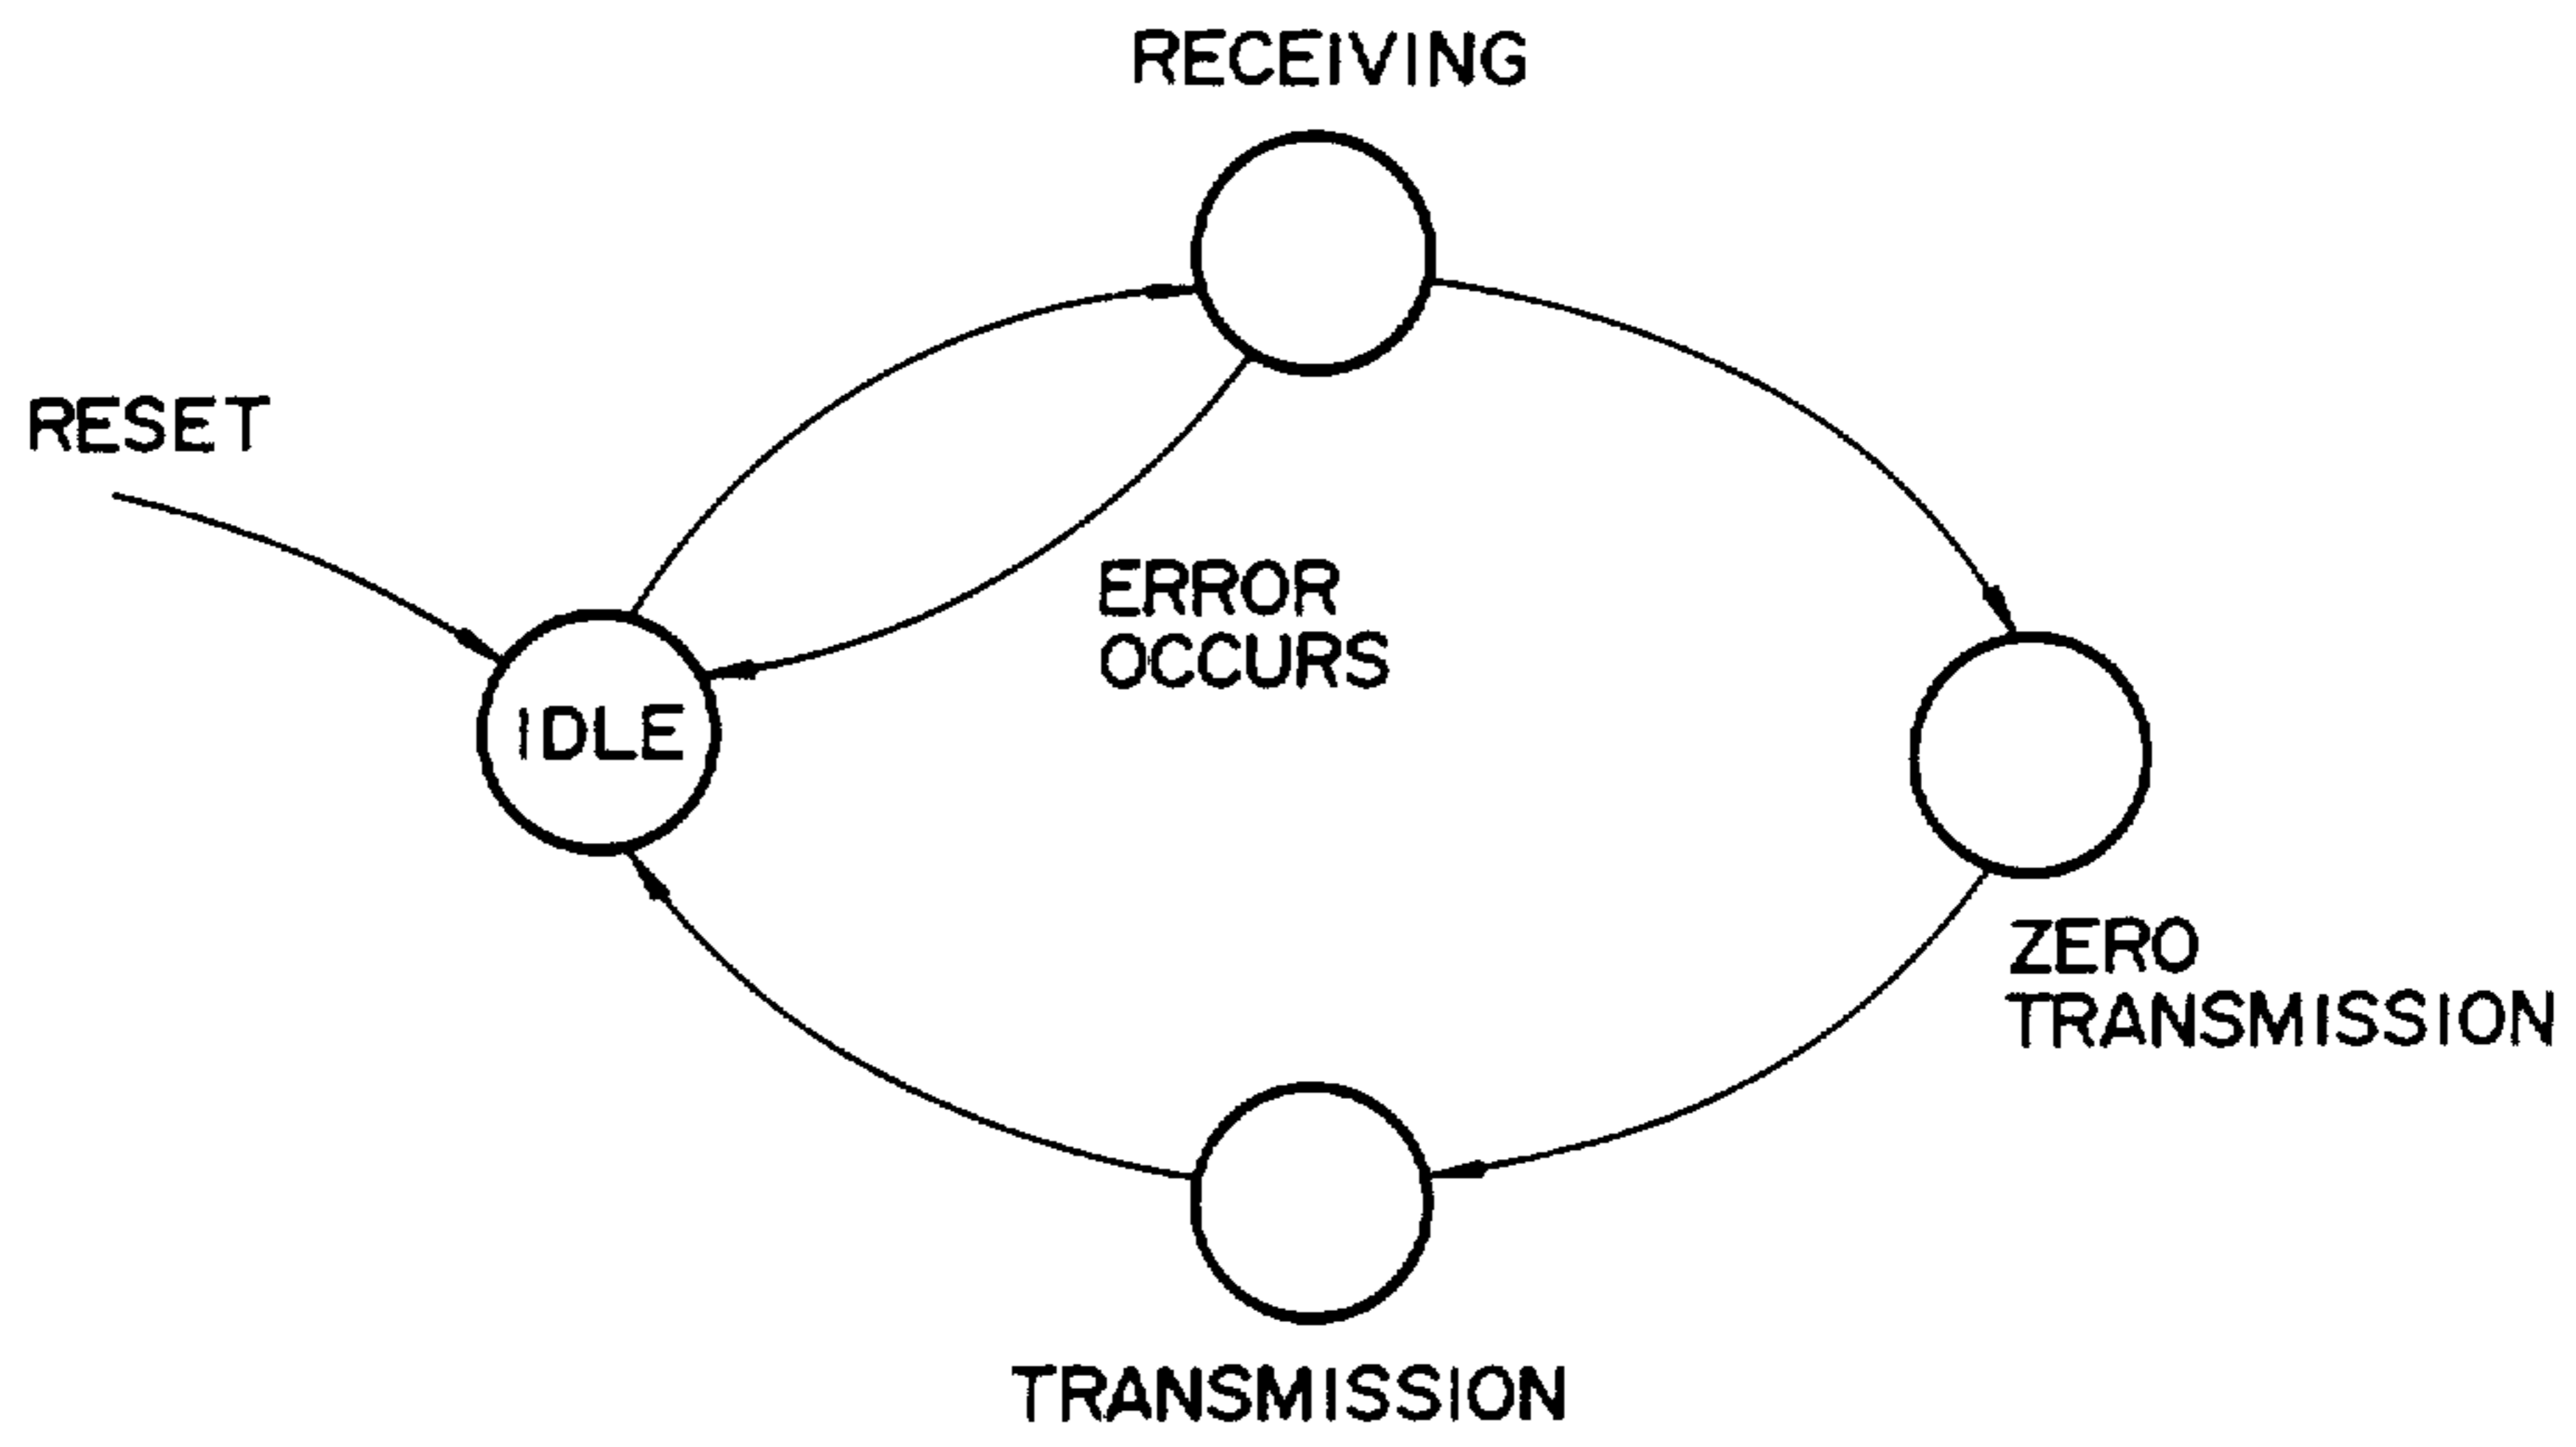 RECEIVING
RESET
ERROR
OCCURS
IDLE
ZERO
TRANSMISSION
TRANSMISSION